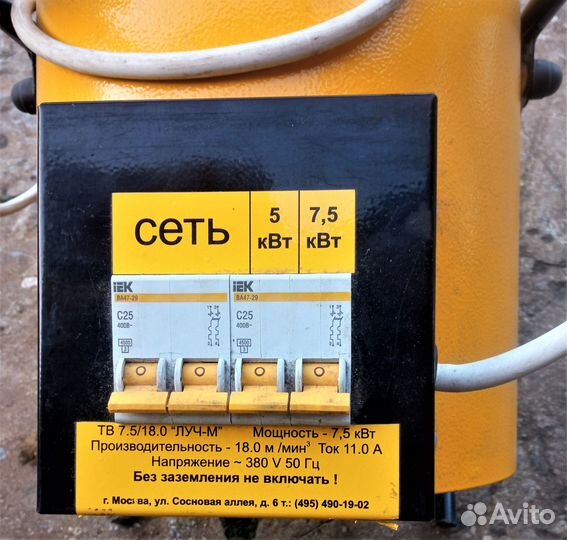 сеть
5 кВт
7,5 кВт
IEK
ВА47-29
C25
400В~
4500
3
IEK
ВА47-29
C25
400В~
4500
3
ТВ 7.5/18.0 "ЛУЧ-М" Мощность - 7,5 кВт
Производительность - 18.0 м /мин³ Ток 11.0 А
Напряжение ~ 380 V 50 Гц
Без заземления не включать !
г. Москва, ул. Сосновая аллея, д. 6 т.: (495) 490-19-02
Avito